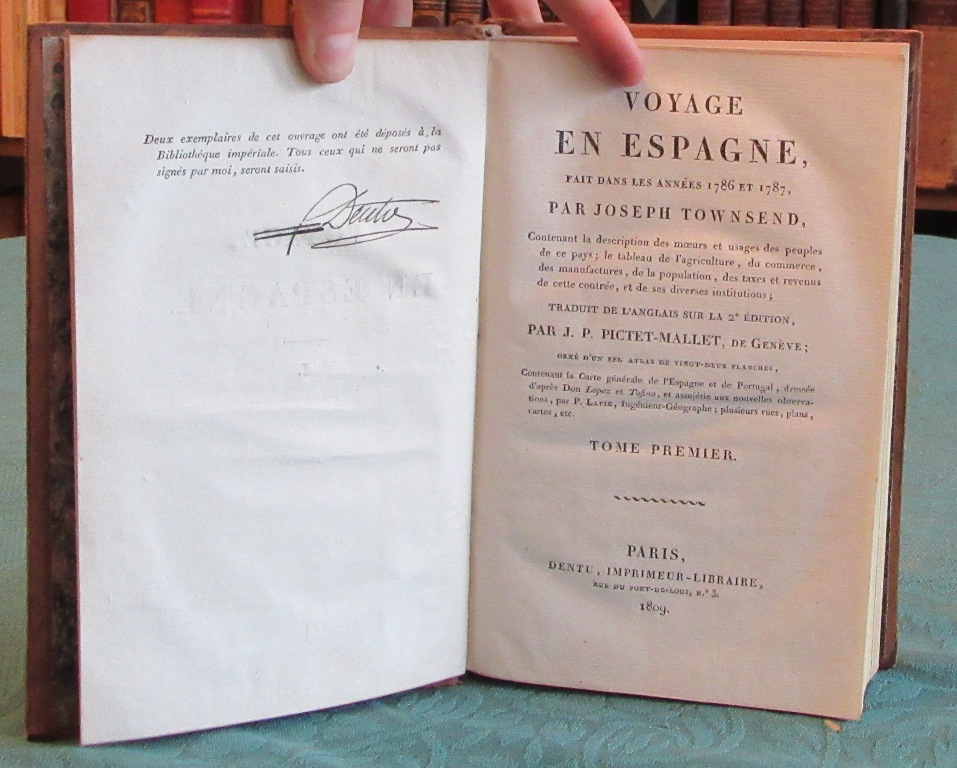 Deux exemplaires de cet ouvrage ont été déposés à la
Bibliothéque impériale. Tous ceux qui ne seront pas
signés par moi, seront saisis.
Dentu
EN ESPAGNE,
VOYAGE
EN ESPAGNE,
FAIT DANS LES ANNÉES 1786 ET 1787,
PAR JOSEPH TOWNSEND,
Contenant la description des mœurs et usages des peuples
de ce pays; le tableau de l'agriculture, du commerce,
des manufactures, de la population, des taxes et revenus
de cette contrée, et de ses diverses institutions;
TRADUIT DE L'ANGLAIS SUR LA 2e ÉDITION,
PAR J. P. PICTET-MALLET, DE GENÈVE;
ORNÉ D'UN BEL ATLAS DE VINGT-DEUX PLANCHES,
Contenant la Carte générale de l'Espagne et de Portugal, dressée
d'après Don Lopez et Tofino, et assujétie aux nouvelles observa-
tions, par P. LAPIE, Ingénieur-Géographe; plusieurs vues, plans,
cartes, etc.
TOME PREMIER.
PARIS,
DENTU, IMPRIMEUR-LIBRAIRE,
RUE DU PONT-DE-LODI, N.º 3.
1809.